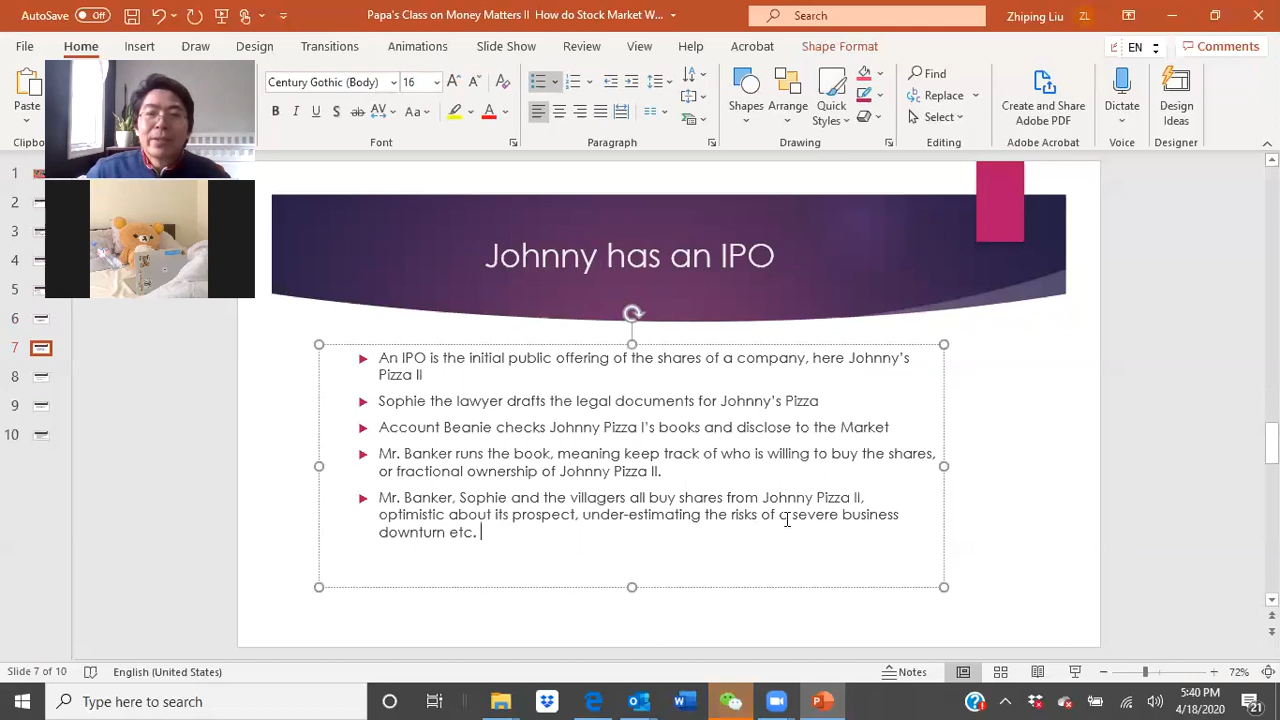 AutoSave Off Papa's Class on Money Matters II How do Stock Market W... Search Zhiping Liu ZL
File Home Insert Draw Design Transitions Animations Slide Show Review View Help Acrobat Shape Format EN Comments
Paste Century Gothic (Body) 16 Aa Shapes Arrange Quick Styles Find Replace Select Create and Share Adobe PDF Dictate Design Ideas
Clipbo Font Paragraph Drawing Editing Adobe Acrobat Voice Designer
1
2
3
4
5
6
7
8
9
10
Johnny has an IPO
An IPO is the initial public offering of the shares of a company, here Johnny's
Pizza II
Sophie the lawyer drafts the legal documents for Johnny's Pizza
Account Beanie checks Johnny Pizza I's books and disclose to the Market
Mr. Banker runs the book, meaning keep track of who is willing to buy the shares,
or fractional ownership of Johnny Pizza II.
Mr. Banker, Sophie and the villagers all buy shares from Johnny Pizza II,
optimistic about its prospect, under-estimating the risks of a severe business
downturn etc.
Slide 7 of 10 English (United States) Notes 72%
Type here to search 5:40 PM
4/18/2020 21